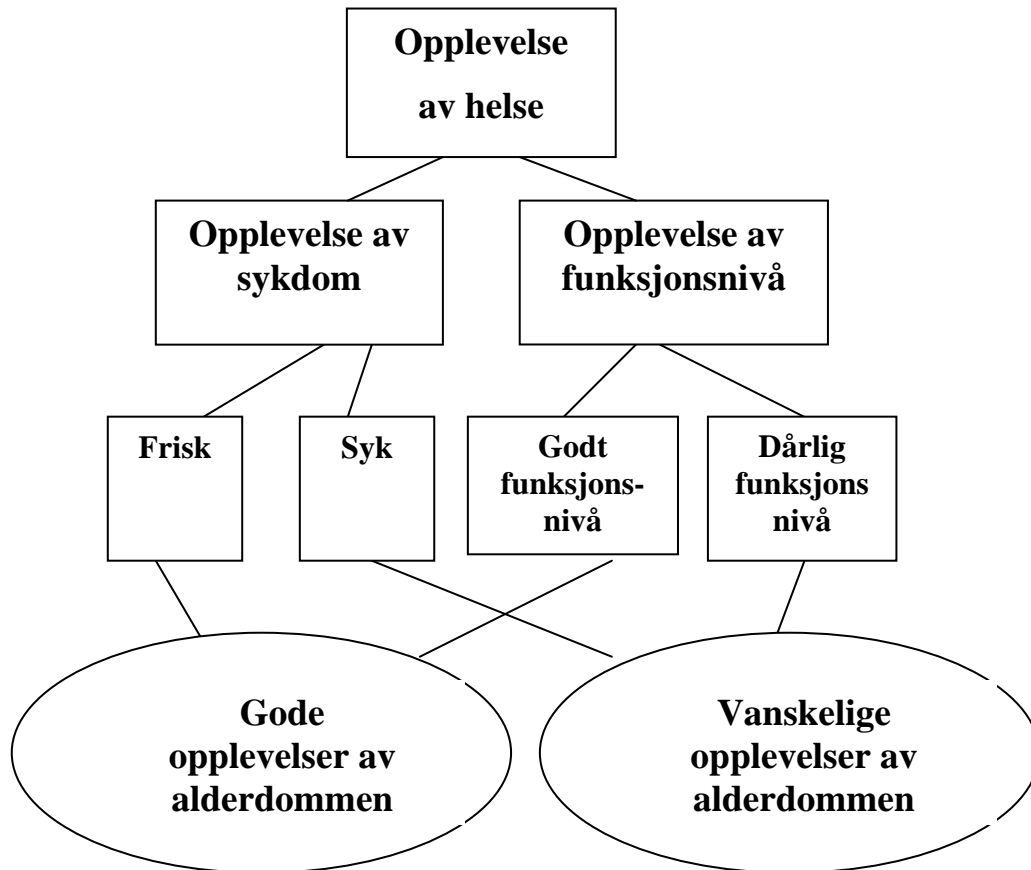 Opplevelse
av helse
Opplevelse av
sykdom
Opplevelse av
funksjonsnivå
Frisk
Syk
Godt
funksjons-
nivå
Dårlig
funksjons
nivå
Gode
opplevelser av
alderdommen
Vanskelige
opplevelser av
alderdommen